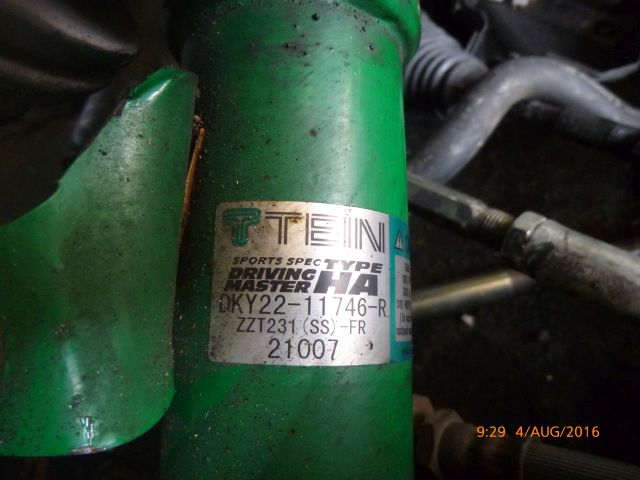 TEIN
SPORTS SPEC TYPE
DRIVING
MASTER HA
DKY22-11746-R
ZZT231(SS)-FR
21007
9:29 4/AUG/2016